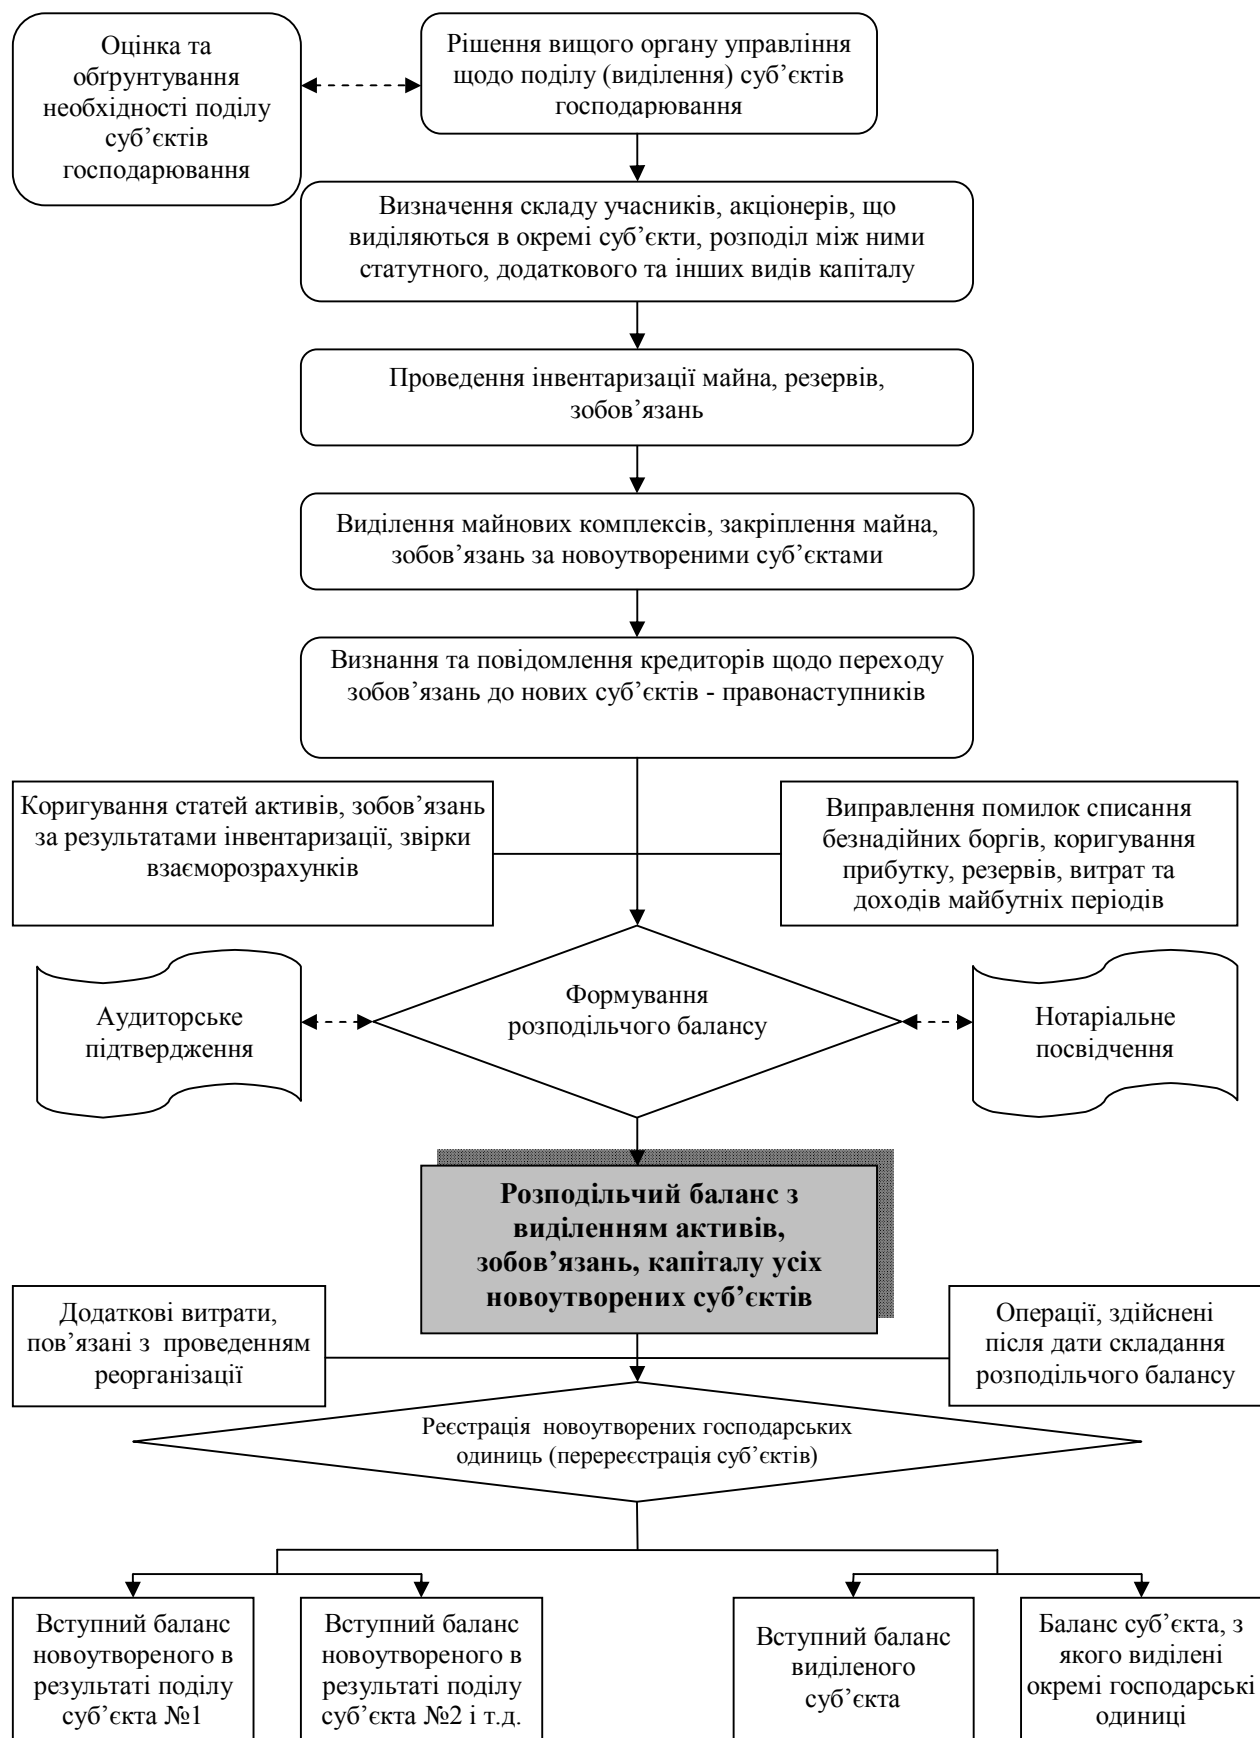 Оцінка та
обґрунтування
необхідності поділу
суб’єктів
господарювання
Рішення вищого органу управління
щодо поділу (виділення) суб’єктів
господарювання
Визначення складу учасників, акціонерів, що
виділяються в окремі суб’єкти, розподіл між ними
статутного, додаткового та інших видів капіталу
Проведення інвентаризації майна, резервів,
зобов’язань
Виділення майнових комплексів, закріплення майна,
зобов’язань за новоутвореними суб’єктами
Визнання та повідомлення кредиторів щодо переходу
зобов’язань до нових суб’єктів - правонаступників
Коригування статей активів, зобов’язань
за результатами інвентаризації, звірки
взаєморозрахунків
Виправлення помилок списання
безнадійних боргів, коригування
прибутку, резервів, витрат та
доходів майбутніх періодів
Аудиторське
підтвердження
Формування
розподільчого балансу
Нотаріальне
посвідчення
Розподільчий баланс з
виділенням активів,
зобов’язань, капіталу усіх
новоутворених суб’єктів
Додаткові витрати,
пов’язані з проведенням
реорганізації
Операції, здійснені
після дати складання
розподільчого балансу
Реєстрація новоутворених господарських
одиниць (перереєстрація суб’єктів)
Вступний баланс
новоутвореного в
результаті поділу
суб’єкта №1
Вступний баланс
новоутвореного в
результаті поділу
суб’єкта №2 і т.д.
Вступний баланс
виділеного
суб’єкта
Баланс суб’єкта, з
якого виділені
окремі господарські
одиниці